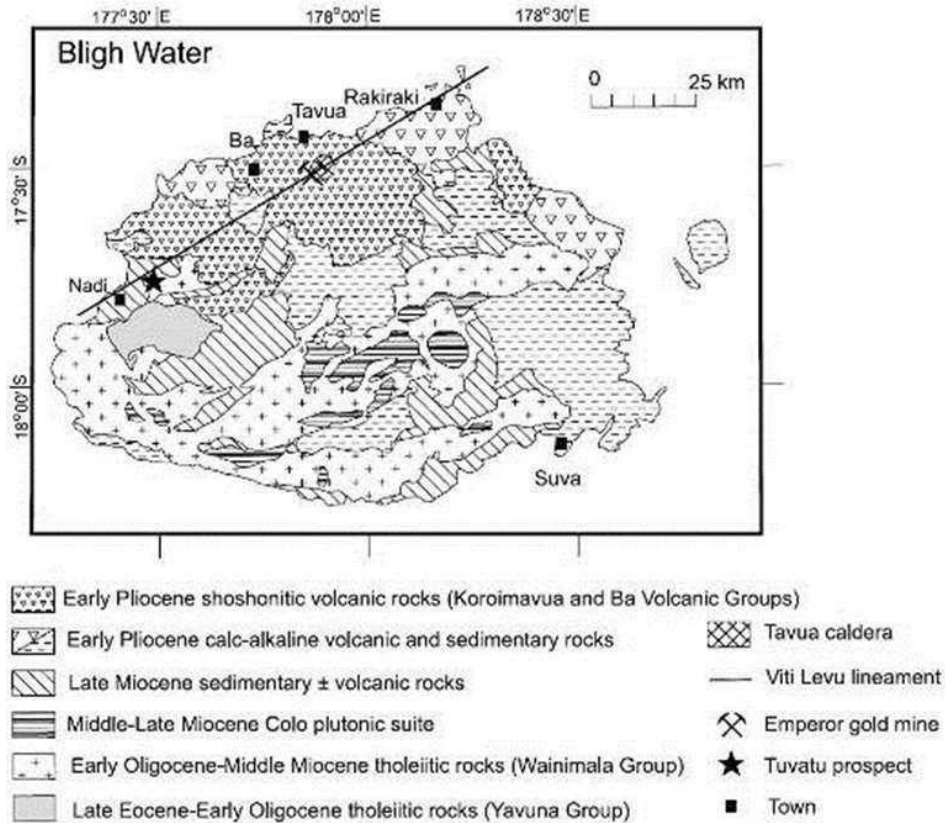 177°30' E 178°00' E 178°30' E
Bligh Water
0 25 km
Rakiraki
Tavua
Ba
17°30' S
Nadi
18°00' S
Suva
Early Pliocene shoshonitic volcanic rocks (Koroimavua and Ba Volcanic Groups)
Early Pliocene calc-alkaline volcanic and sedimentary rocks
Tavua caldera
Late Miocene sedimentary ± volcanic rocks
Viti Levu lineament
Middle-Late Miocene Colo plutonic suite
Emperor gold mine
Early Oligocene-Middle Miocene tholeiitic rocks (Wainimala Group)
Tuvatu prospect
Late Eocene-Early Oligocene tholeiitic rocks (Yavuna Group)
Town